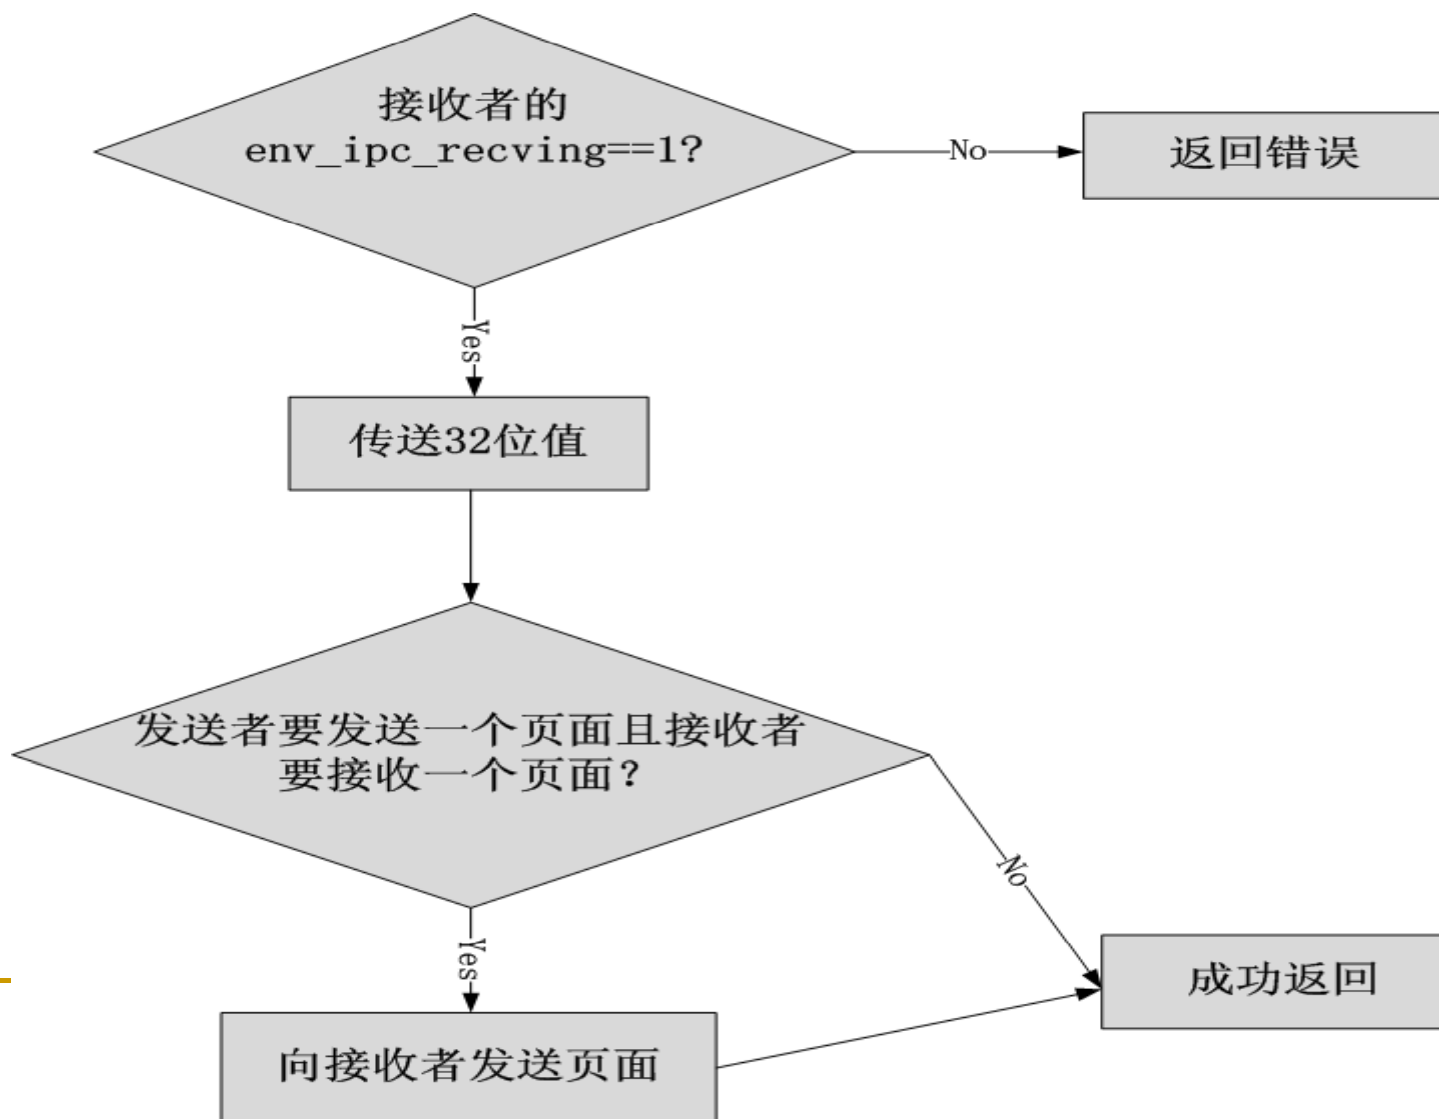 接收者的
env_ipc_recving==1?
No
返回错误
Yes
传送32位值
发送者要发送一个页面且接收者
要接收一个页面？
No
Yes
成功返回
向接收者发送页面